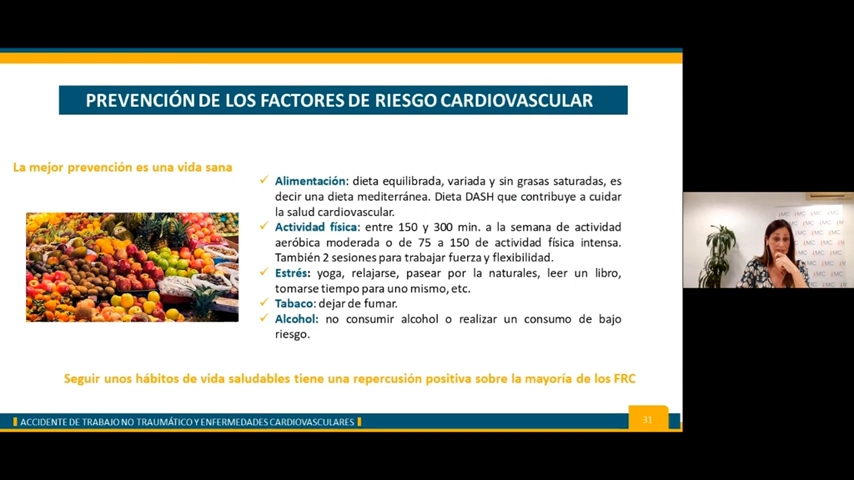 PREVENCIÓN DE LOS FACTORES DE RIESGO CARDIOVASCULAR
La mejor prevención es una vida sana
✓ Alimentación: dieta equilibrada, variada y sin grasas saturadas, es
decir una dieta mediterránea. Dieta DASH que contribuye a cuidar
la salud cardiovascular.
✓ Actividad física: entre 150 y 300 min. a la semana de actividad
aeróbica moderada o de 75 a 150 de actividad física intensa.
También 2 sesiones para trabajar fuerza y flexibilidad.
✓ Estrés: yoga, relajarse, pasear por la naturales, leer un libro,
tomarse tiempo para uno mismo, etc.
✓ Tabaco: dejar de fumar.
✓ Alcohol: no consumir alcohol o realizar un consumo de bajo
riesgo.
Seguir unos hábitos de vida saludables tiene una repercusión positiva sobre la mayoría de los FRC
ACCIDENTE DE TRABAJO NO TRAUMÁTICO Y ENFERMEDADES CARDIOVASCULARES
31